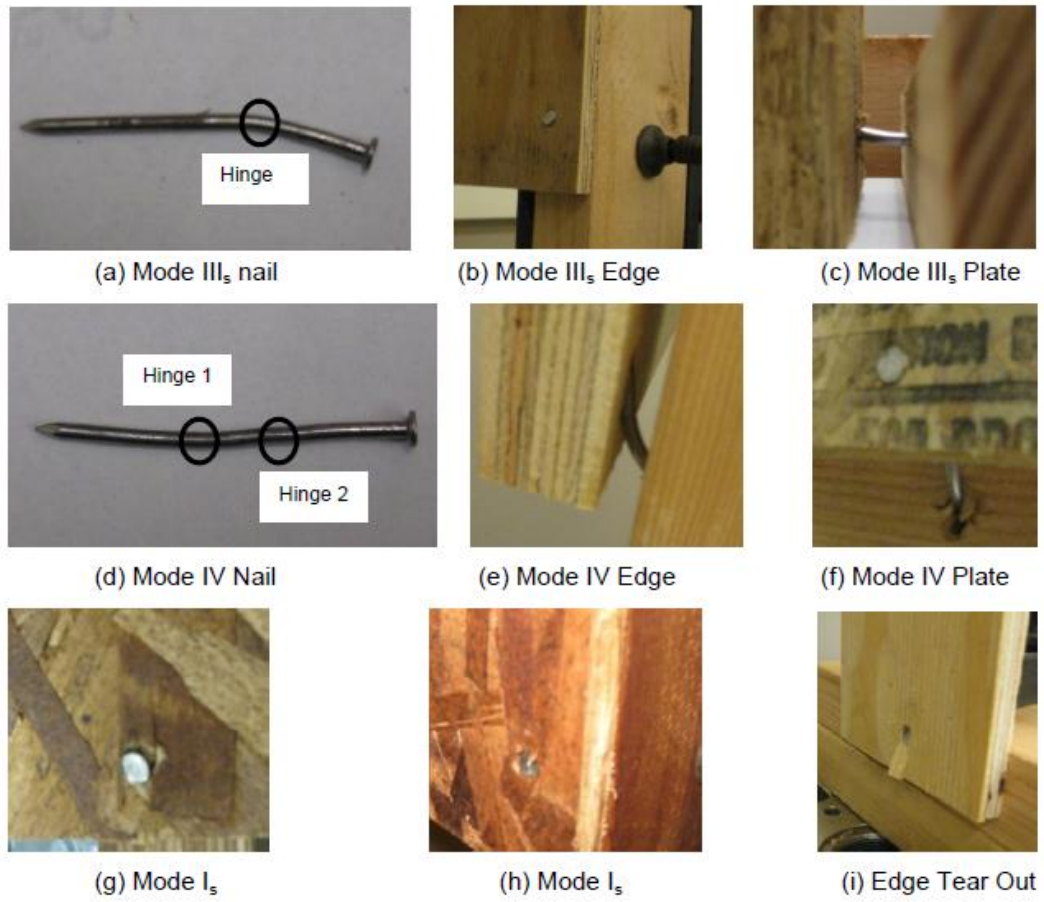 Hinge
(a) Mode IIIs nail
(b) Mode IIIs Edge
(c) Mode IIIs Plate
Hinge 1
Hinge 2
(d) Mode IV Nail
(e) Mode IV Edge
(f) Mode IV Plate
(g) Mode Is
(h) Mode Is
(i) Edge Tear Out